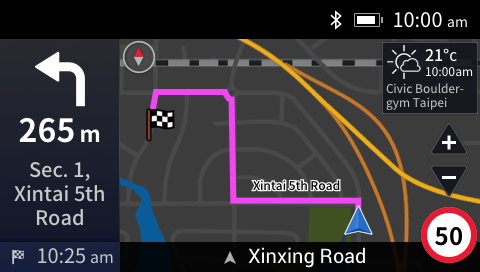 10:00 am
265 m
Sec. 1,
Xintai 5th
Road
10:25 am
21°c
10:00am
Civic Boulder-
gym Taipei
+
−
Xintai 5th Road
50
Xinxing Road